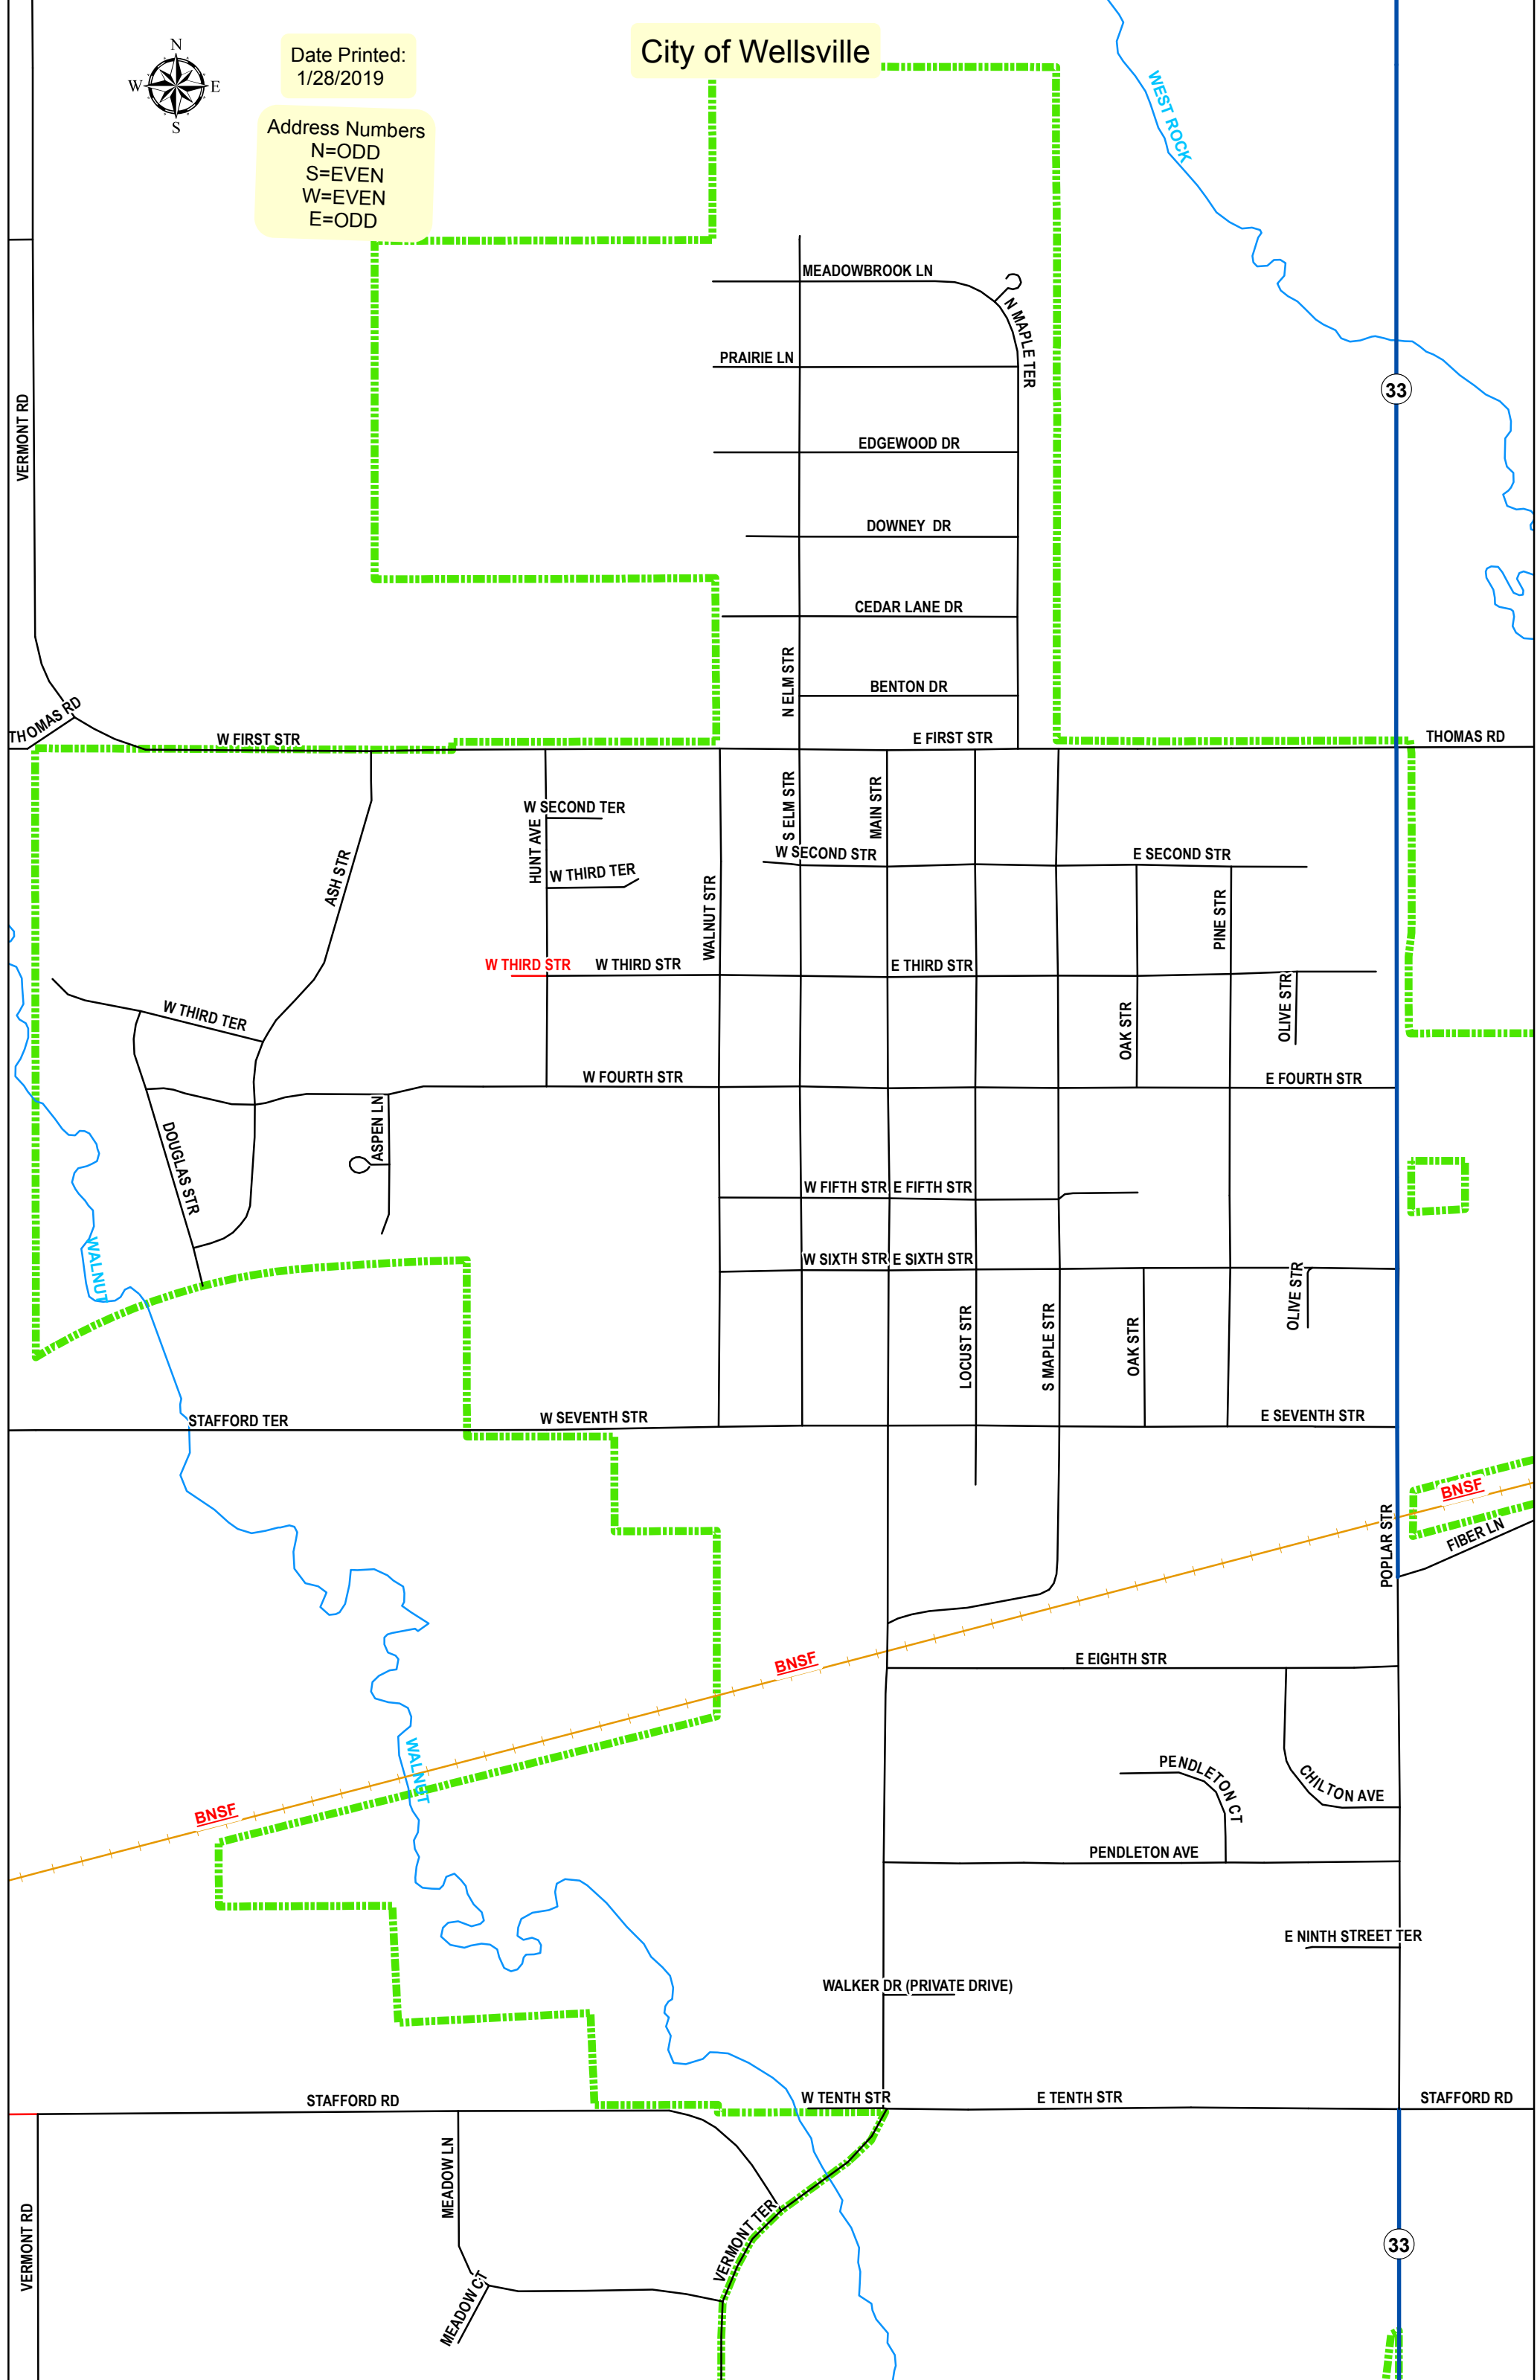 City of Wellsville
Date Printed:
1/28/2019
N
W
E
S
Address Numbers
N=ODD
S=EVEN
W=EVEN
E=ODD
WEST ROCK
MEADOWBROOK LN
N MAPLE TER
PRAIRIE LN
33
VERMONT RD
EDGEWOOD DR
DOWNEY DR
CEDAR LANE DR
N ELM STR
BENTON DR
THOMAS RD
W FIRST STR
E FIRST STR
THOMAS RD
W SECOND TER
S ELM STR
MAIN STR
HUNT AVE
W SECOND STR
E SECOND STR
ASH STR
W THIRD TER
WALNUT STR
PINE STR
W THIRD STR
W THIRD STR
E THIRD STR
W THIRD TER
OAK STR
OLIVE STR
W FOURTH STR
E FOURTH STR
ASPEN LN
DOUGLAS STR
W FIFTH STR
E FIFTH STR
WALNUT
W SIXTH STR
E SIXTH STR
OLIVE STR
LOCUST STR
S MAPLE STR
OAK STR
STAFFORD TER
W SEVENTH STR
E SEVENTH STR
BNSF
POPLAR STR
FIBER LN
BNSF
E EIGHTH STR
WALNUT
PENDLETON CT
CHILTON AVE
BNSF
PENDLETON AVE
E NINTH STREET TER
WALKER DR (PRIVATE DRIVE)
STAFFORD RD
W TENTH STR
E TENTH STR
STAFFORD RD
MEADOW LN
VERMONT RD
VERMONT TER
33
MEADOW CT